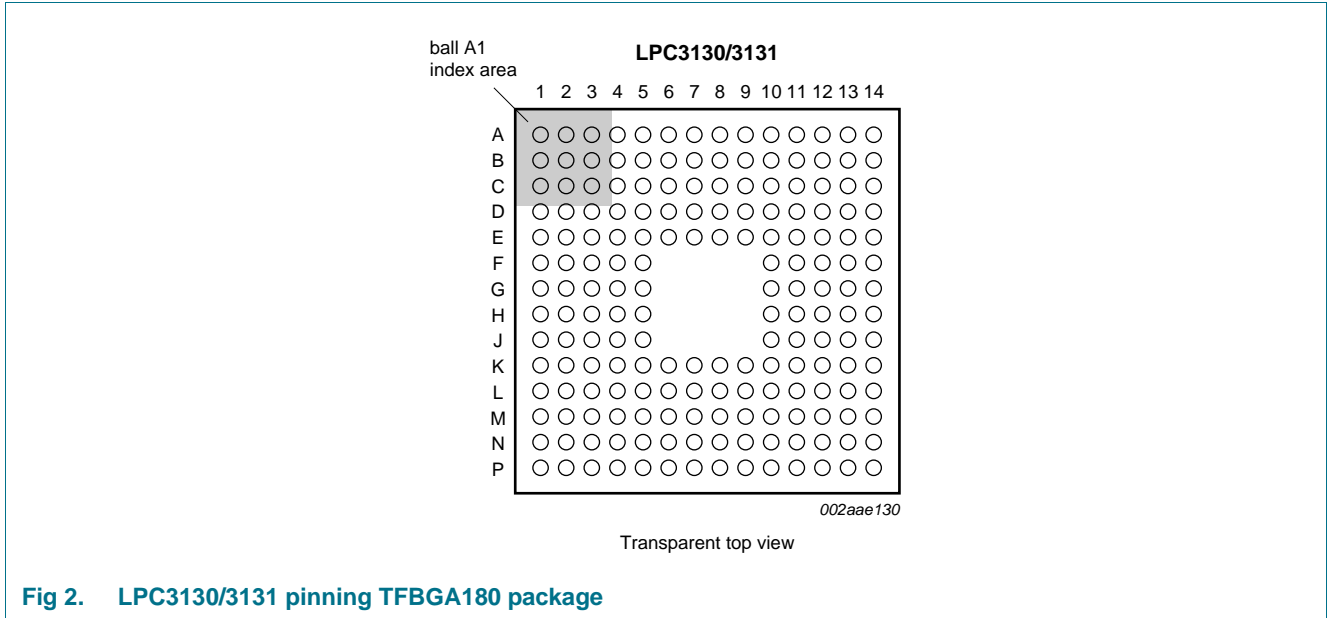 ball A1
index area
LPC3130/3131
1 2 3 4 5 6 7 8 9 10 11 12 13 14
A
B
C
D
E
F
G
H
J
K
L
M
N
P
002aae130
Transparent top view
Fig 2. LPC3130/3131 pinning TFBGA180 package